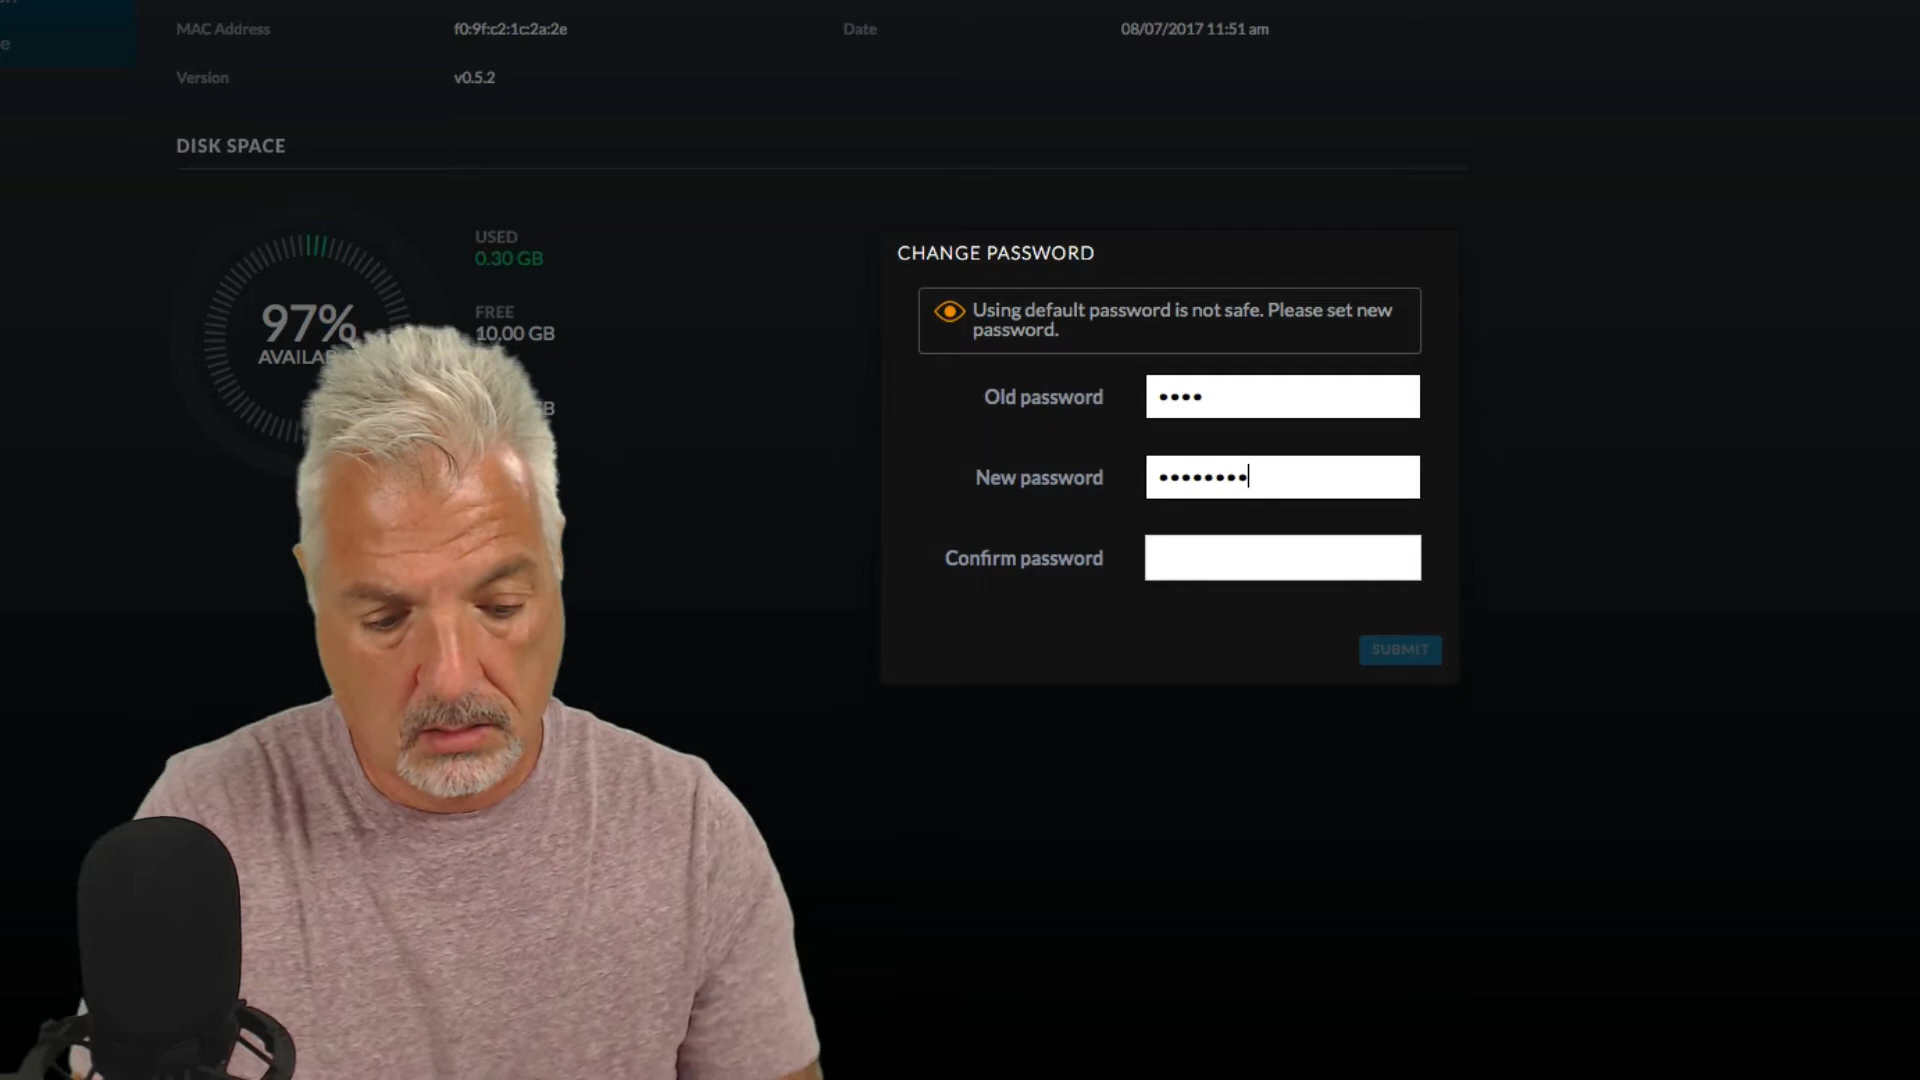 MAC Address f0:9f:c2:1c:2a:2e Date 08/07/2017 11:51 am
Version v0.5.2
DISK SPACE
USED
0.30 GB
97%
FREE
10.00 GB
CHANGE PASSWORD
Using default password is not safe. Please set new
password.
Old password ••••
New password ••••••••
Confirm password
SUBMIT